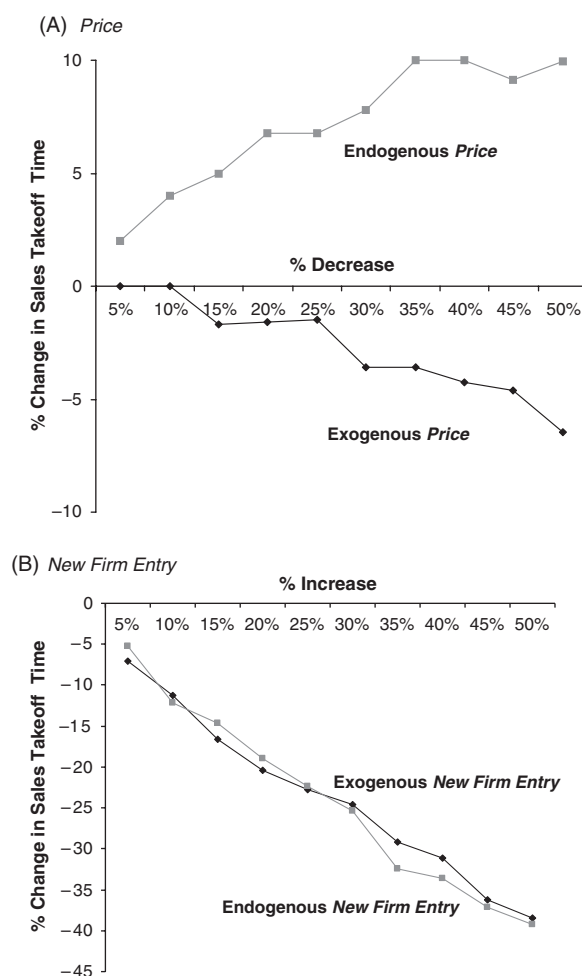 (A) Price
10
5
0
−5
−10
% Change in Sales Takeoff Time
Endogenous Price
% Decrease
5% 10% 15% 20% 25% 30% 35% 40% 45% 50%
Exogenous Price
(B) New Firm Entry
% Increase
0
−5
−10
−15
−20
−25
−30
−35
−40
−45
% Change in Sales Takeoff Time
5% 10% 15% 20% 25% 30% 35% 40% 45% 50%
Exogenous New Firm Entry
Endogenous New Firm Entry